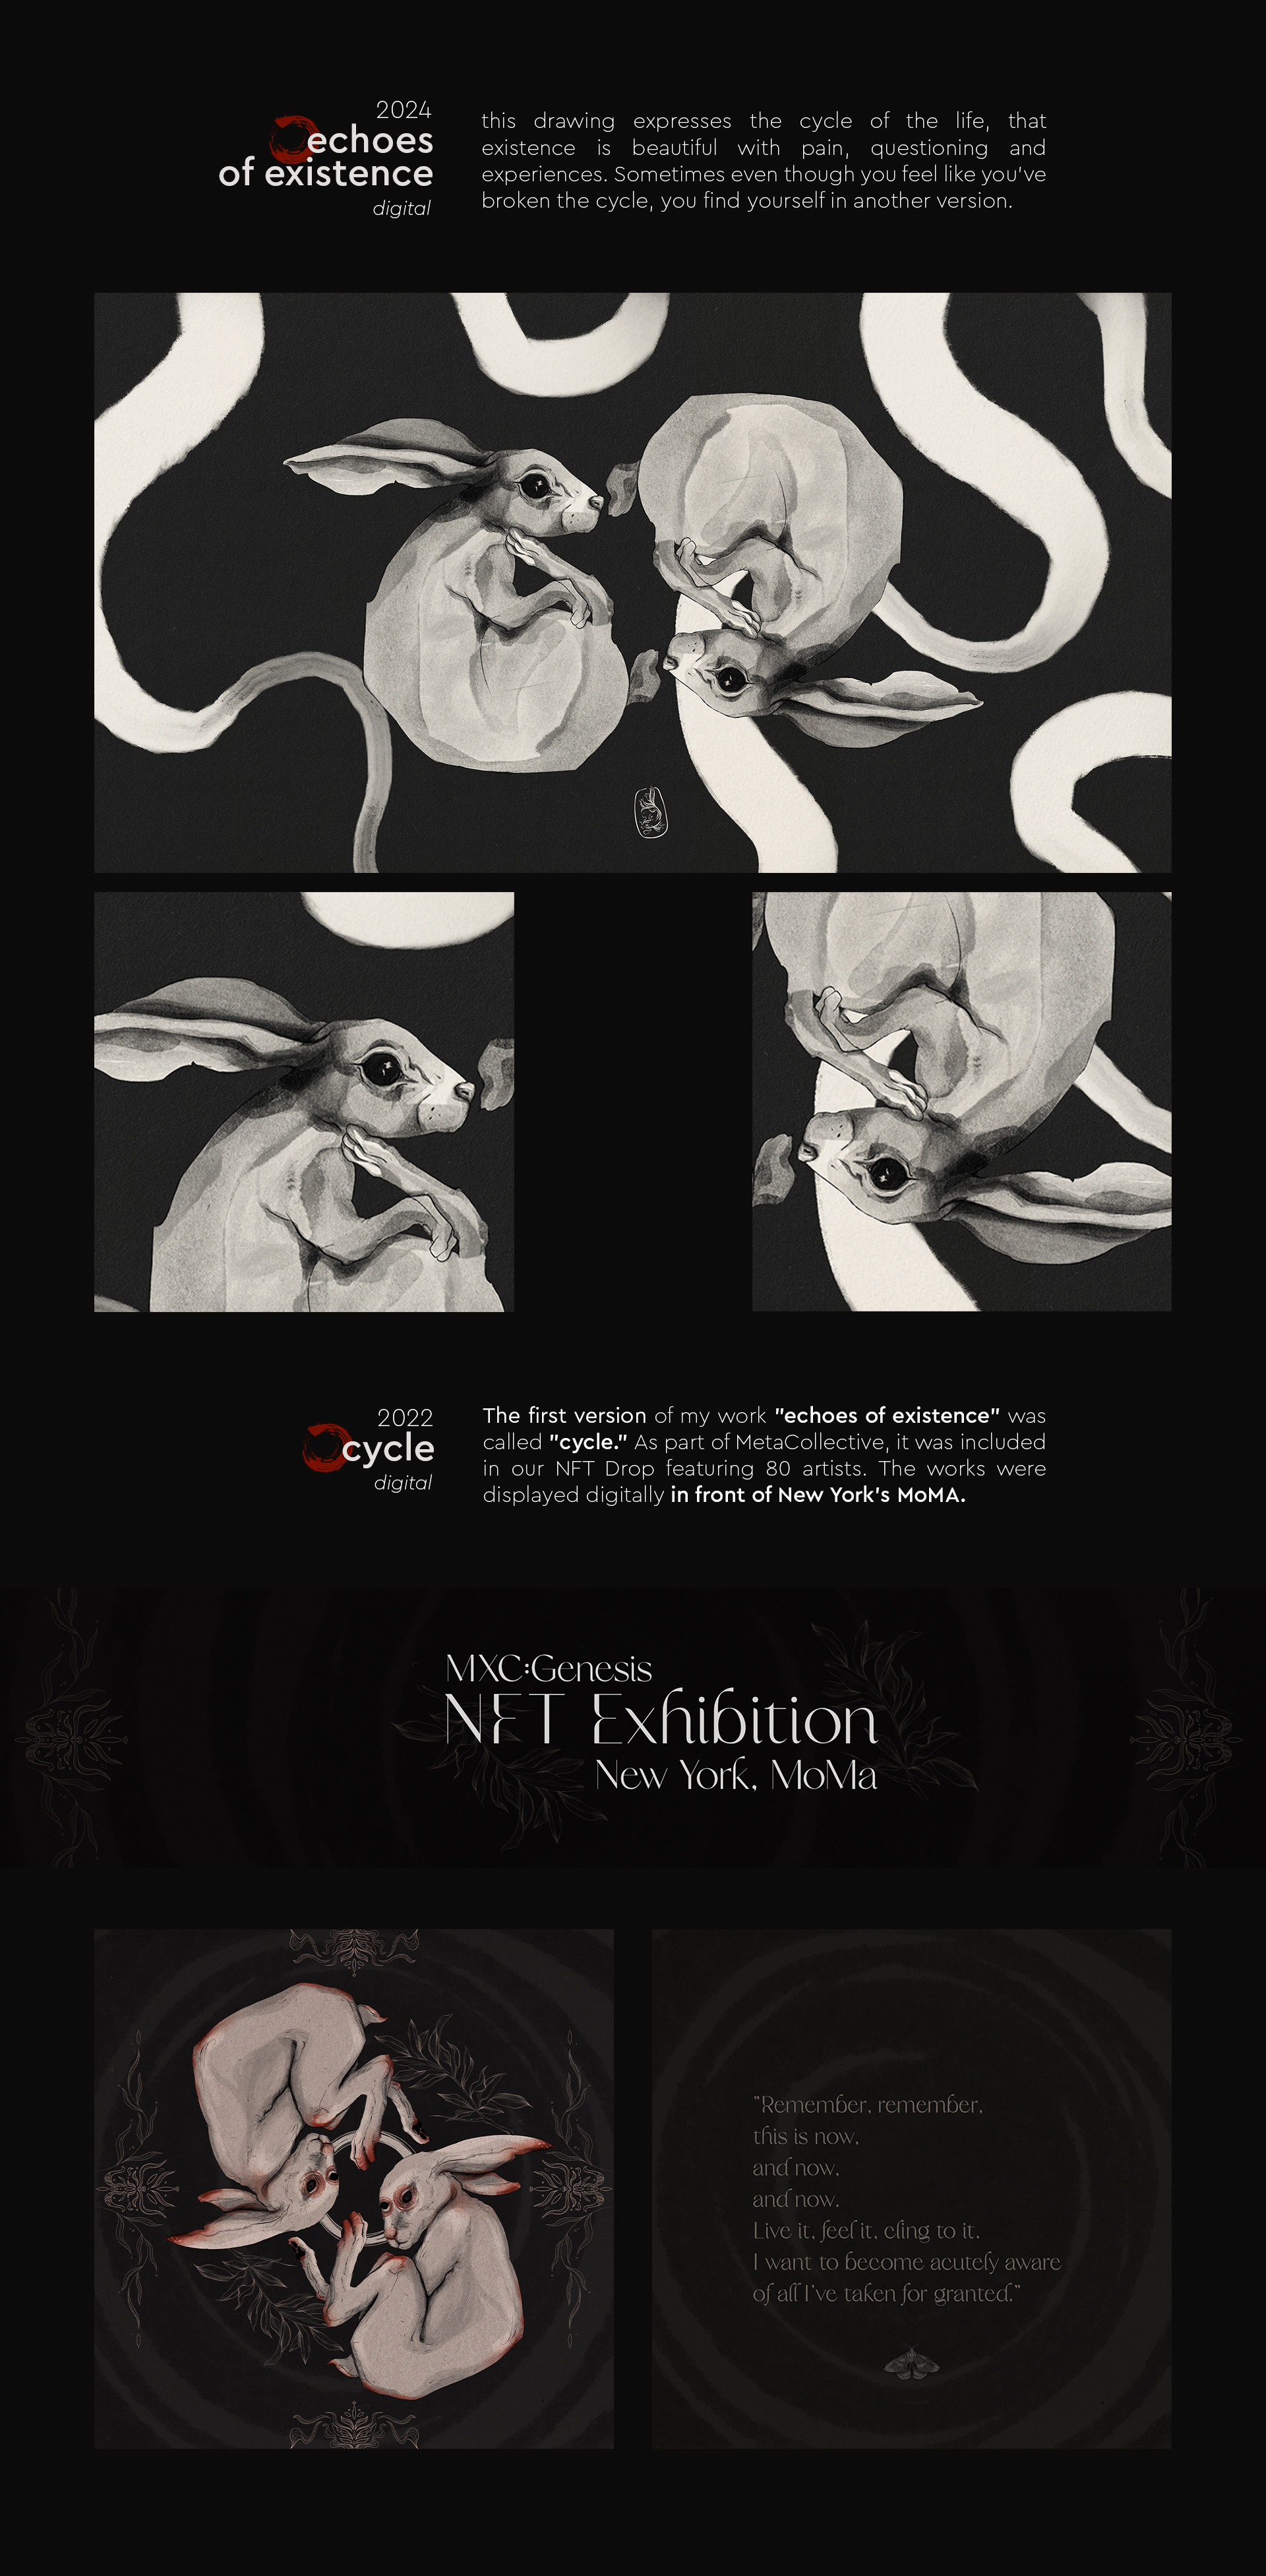 2024
echoes
of existence
digital
this drawing expresses the cycle of the life, that
existence is beautiful with pain, questioning and
experiences. Sometimes even though you feel like you've
broken the cycle, you find yourself in another version.
2022
cycle
digital
The first version of my work "echoes of existence" was
called "cycle." As part of MetaCollective, it was included
in our NFT Drop featuring 80 artists. The works were
displayed digitally in front of New York's MoMA.
MXC:Genesis
NFT Exhibition
New York, MoMa
"Remember, remember,
this is now,
and now,
and now.
Live it, feel it, cling to it.
I want to become acutely aware
of all I've taken for granted."